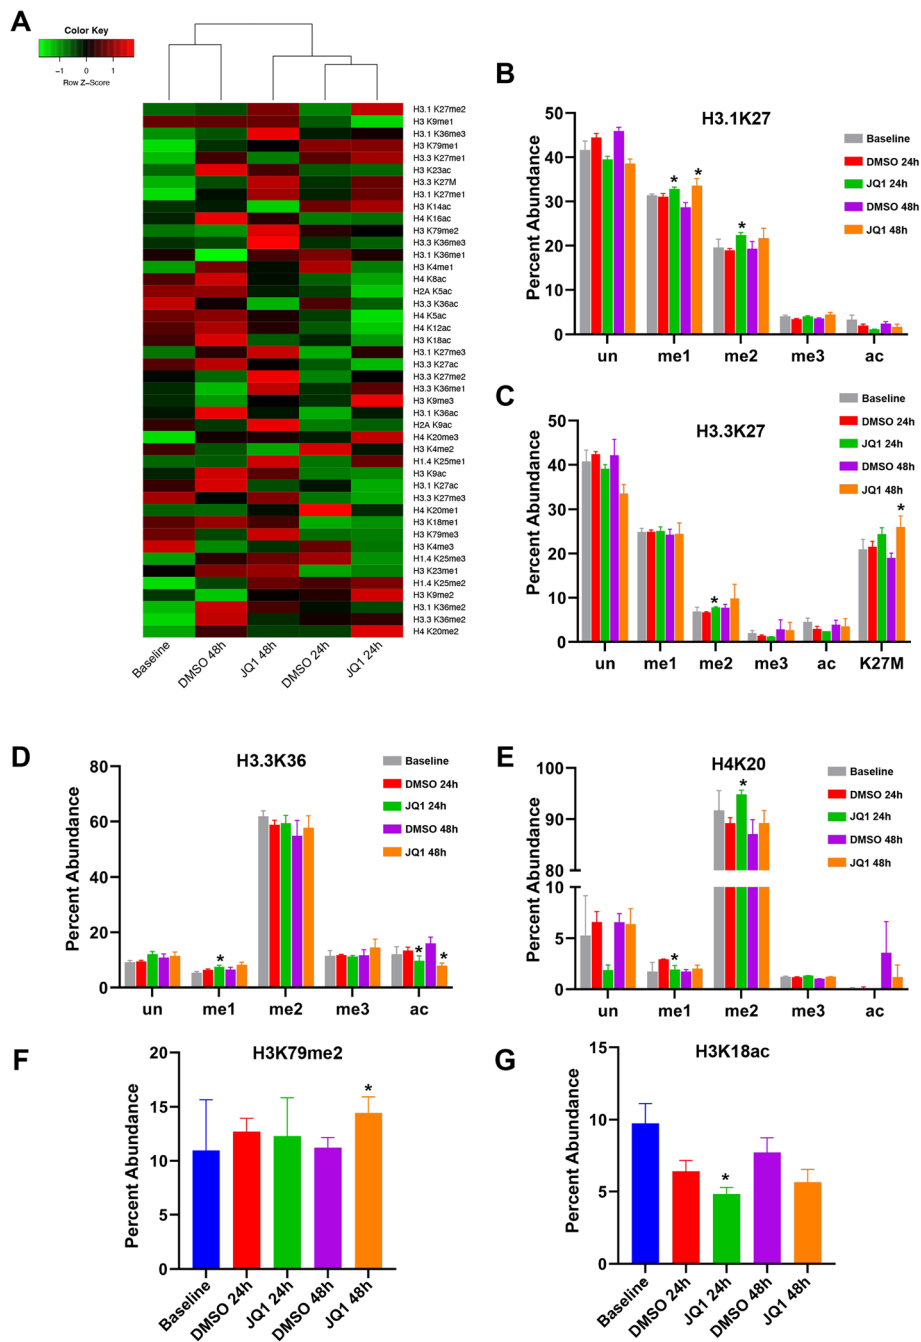 A
Color Key
−1 0 1
Row Z−Score
H3.1 K27me2
H3 K9me1
H3.1 K36me3
H3 K79me1
H3.3 K27me1
H3 K23ac
H3.3 K27M
H3.1 K27me1
H3 K14ac
H4 K16ac
H3 K79me2
H3.3 K36me3
H3.1 K36me1
H3 K4me1
H4 K8ac
H2A K5ac
H3.3 K36ac
H4 K5ac
H4 K12ac
H3 K18ac
H3.1 K27me3
H3.3 K27ac
H3.3 K27me2
H3.3 K36me1
H3 K9me3
H3.1 K36ac
H2A K9ac
H4 K20me3
H3 K4me2
H1.4 K25me1
H3 K9ac
H3.1 K27ac
H3.3 K27me3
H4 K20me1
H3 K18me1
H3 K79me3
H3 K4me3
H1.4 K25me3
H3 K23me1
H1.4 K25me2
H3 K9me2
H3.1 K36me2
H3.3 K36me2
H4 K20me2
Baseline
DMSO 48h
JQ1 48h
DMSO 24h
JQ1 24h
B
H3.1K27
Percent Abundance
50
40
30
20
10
0
* * *
un me1 me2 me3 ac
Baseline
DMSO 24h
JQ1 24h
DMSO 48h
JQ1 48h
C
H3.3K27
Percent Abundance
50
40
30
20
10
0
* *
un me1 me2 me3 ac K27M
Baseline
DMSO 24h
JQ1 24h
DMSO 48h
JQ1 48h
D
H3.3K36
Percent Abundance
80
60
40
20
0
* * *
un me1 me2 me3 ac
Baseline
DMSO 24h
JQ1 24h
DMSO 48h
JQ1 48h
E
H4K20
Percent Abundance
100
90
80
10
5
0
* *
un me1 me2 me3 ac
Baseline
DMSO 24h
JQ1 24h
DMSO 48h
JQ1 48h
F
H3K79me2
Percent Abundance
20
15
10
5
0
*
Baseline
DMSO 24h
JQ1 24h
DMSO 48h
JQ1 48h
G
H3K18ac
Percent Abundance
15
10
5
0
*
Baseline
DMSO 24h
JQ1 24h
DMSO 48h
JQ1 48h